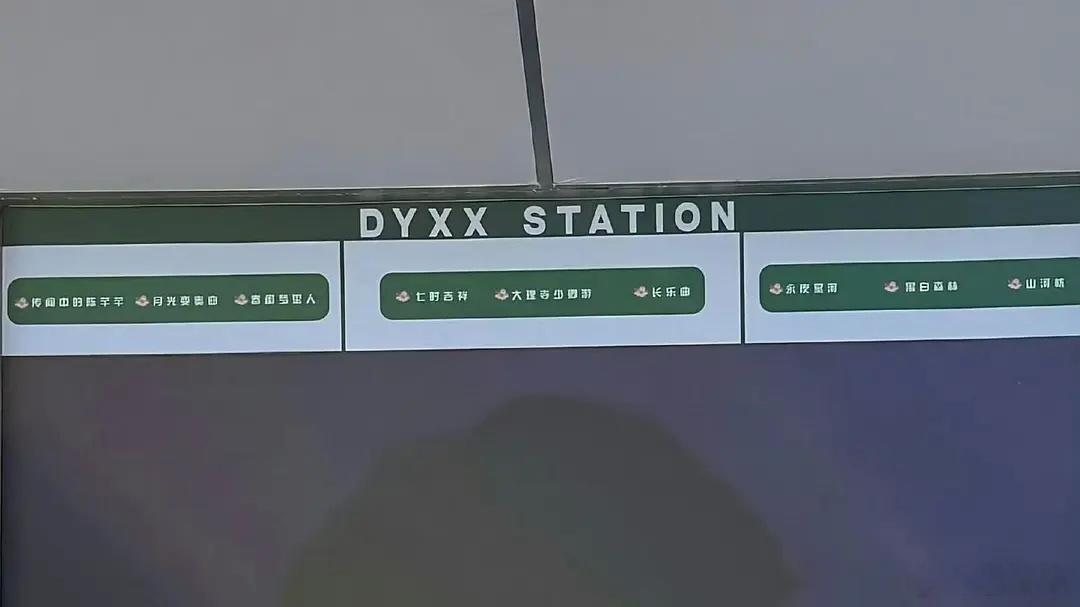 DYXX STATION
传闻中的陈芊芊 月光变奏曲 春闺梦里人
七时吉祥 大理寺少卿游 长乐曲
永夜星河 黑白森林 山河枕